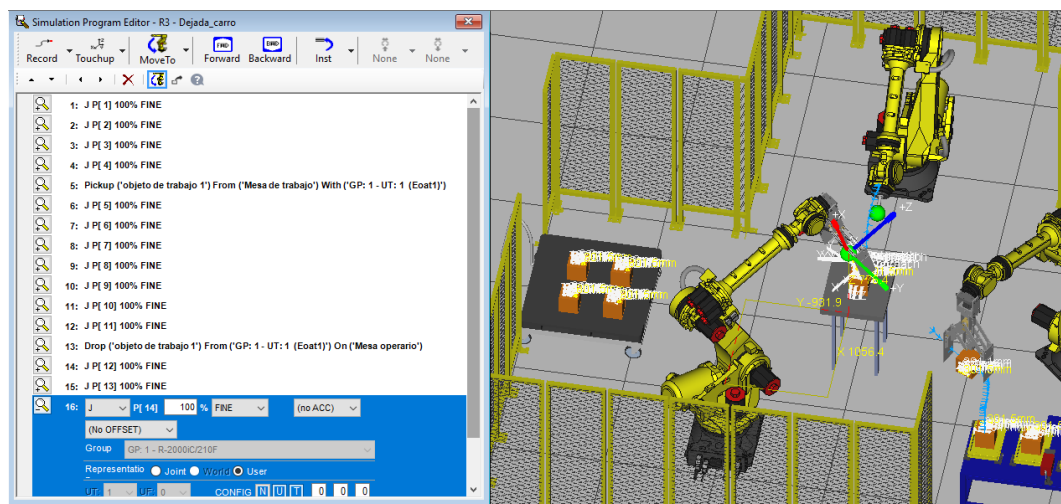 Simulation Program Editor - R3 - Dejada_carro
Record Touchup MoveTo Forward Backward Inst None None
FWD BWD
1: J P[ 1] 100% FINE
2: J P[ 2] 100% FINE
3: J P[ 3] 100% FINE
4: J P[ 4] 100% FINE
5: Pickup ('objeto de trabajo 1') From ('Mesa de trabajo') With ('GP: 1 - UT: 1 (Eoat1)')
6: J P[ 5] 100% FINE
7: J P[ 6] 100% FINE
8: J P[ 7] 100% FINE
9: J P[ 8] 100% FINE
10: J P[ 9] 100% FINE
11: J P[ 10] 100% FINE
12: J P[ 11] 100% FINE
13: Drop ('objeto de trabajo 1') From ('GP: 1 - UT: 1 (Eoat1)') On ('Mesa operario')
14: J P[ 12] 100% FINE
15: J P[ 13] 100% FINE
16: J P[ 14] 100 % FINE (no ACC)
(No OFFSET)
Group GP: 1 - R-2000iC/210F
Representatio Joint World User
UT: 1 UF: 0 CONFIG N U T 0 0 0
+X
+Z
+Y
Y -931.9
X 1056.4